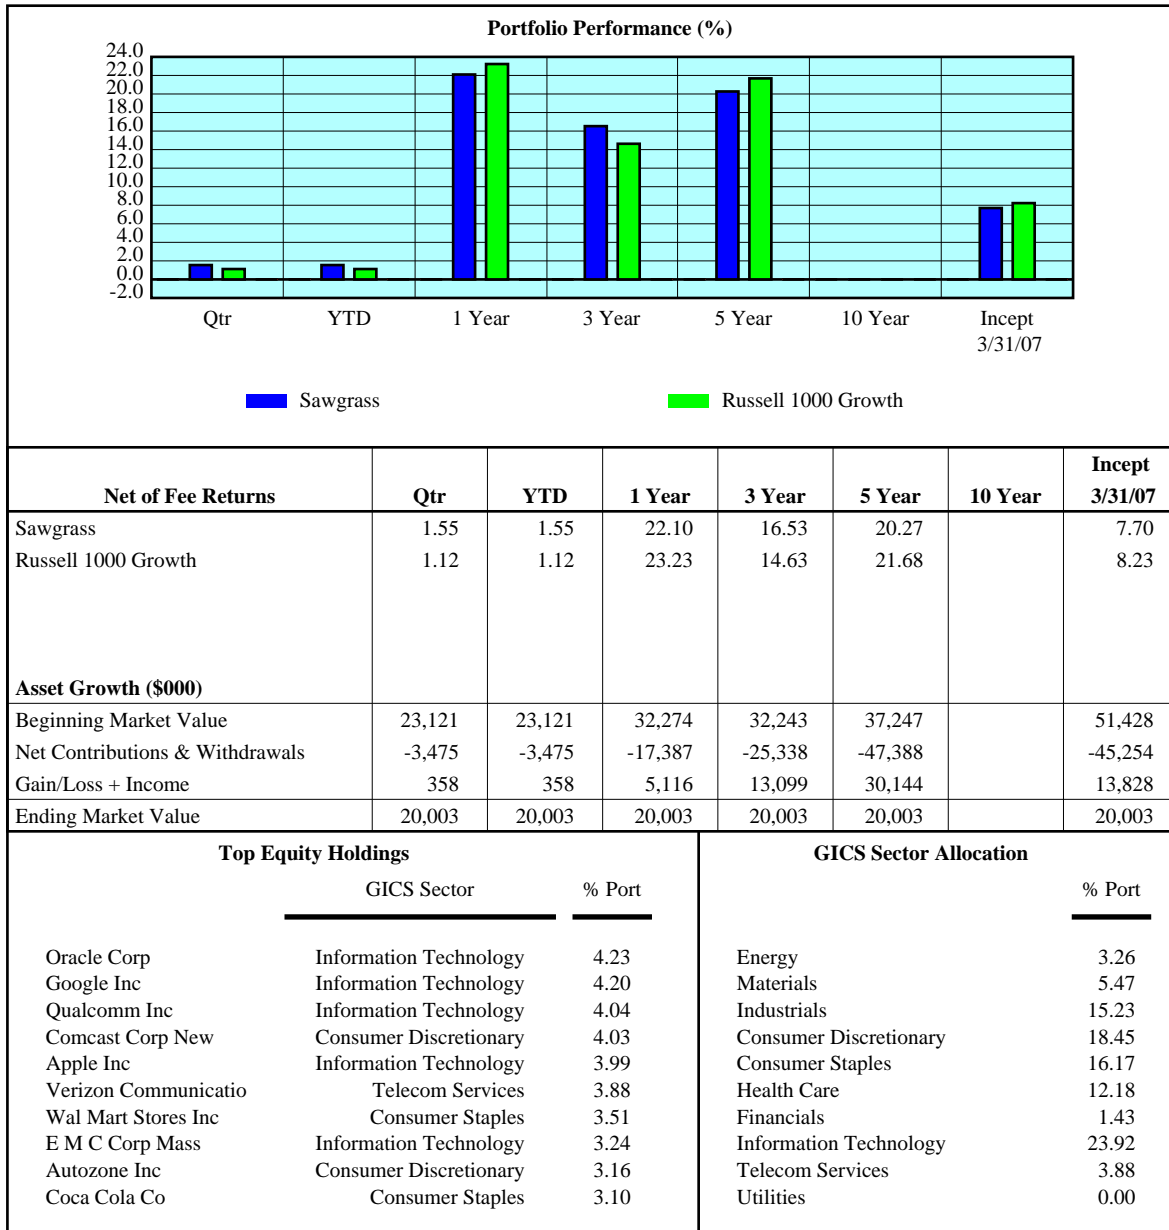 Portfolio Performance (%)
24.0
22.0
20.0
18.0
16.0
14.0
12.0
10.0
8.0
6.0
4.0
2.0
0.0
-2.0
Qtr YTD 1 Year 3 Year 5 Year 10 Year Incept
3/31/07
Sawgrass Russell 1000 Growth
Incept
Net of Fee Returns Qtr YTD 1 Year 3 Year 5 Year 10 Year 3/31/07
Sawgrass 1.55 1.55 22.10 16.53 20.27 7.70
Russell 1000 Growth 1.12 1.12 23.23 14.63 21.68 8.23
Asset Growth ($000)
Beginning Market Value 23,121 23,121 32,274 32,243 37,247 51,428
Net Contributions & Withdrawals -3,475 -3,475 -17,387 -25,338 -47,388 -45,254
Gain/Loss + Income 358 358 5,116 13,099 30,144 13,828
Ending Market Value 20,003 20,003 20,003 20,003 20,003 20,003
Top Equity Holdings
GICS Sector % Port
Oracle Corp Information Technology 4.23
Google Inc Information Technology 4.20
Qualcomm Inc Information Technology 4.04
Comcast Corp New Consumer Discretionary 4.03
Apple Inc Information Technology 3.99
Verizon Communicatio Telecom Services 3.88
Wal Mart Stores Inc Consumer Staples 3.51
E M C Corp Mass Information Technology 3.24
Autozone Inc Consumer Discretionary 3.16
Coca Cola Co Consumer Staples 3.10
GICS Sector Allocation
% Port
Energy 3.26
Materials 5.47
Industrials 15.23
Consumer Discretionary 18.45
Consumer Staples 16.17
Health Care 12.18
Financials 1.43
Information Technology 23.92
Telecom Services 3.88
Utilities 0.00